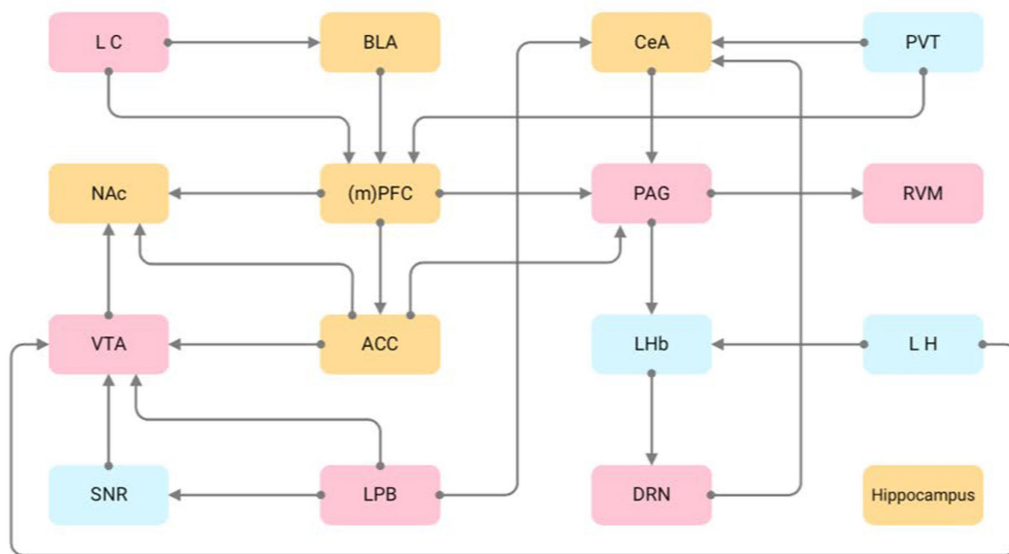 L C
BLA
CeA
PVT
NAc
(m)PFC
PAG
RVM
VTA
ACC
LHb
L H
SNR
LPB
DRN
Hippocampus